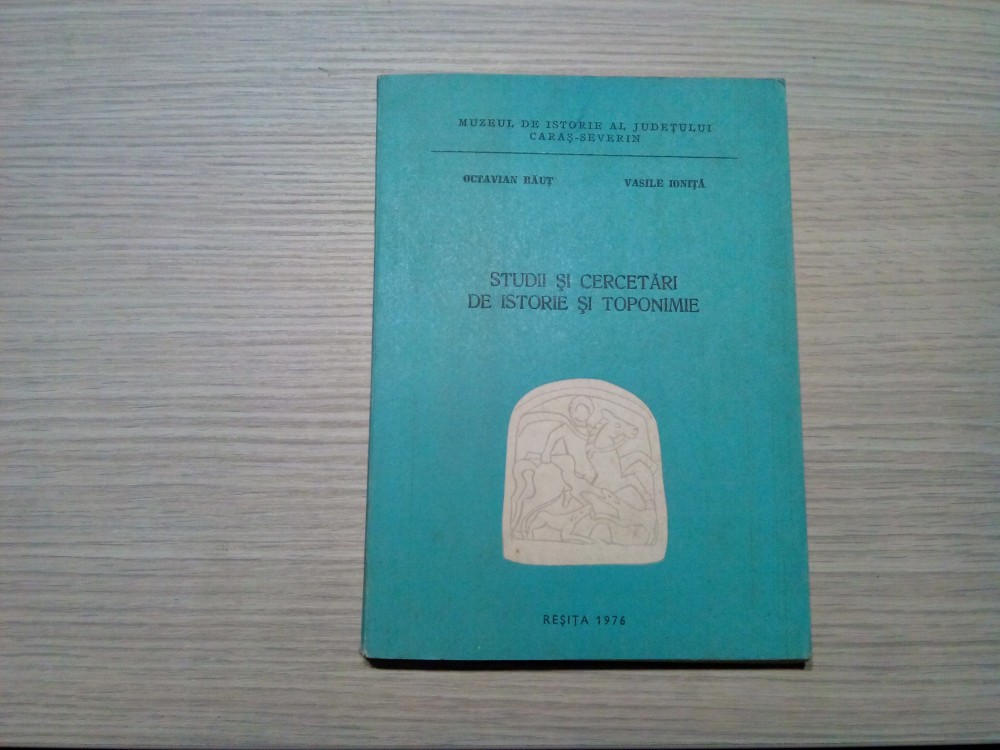 MUZEUL DE ISTORIE AL JUDEȚULUI
CARAȘ-SEVERIN
OCTAVIAN RĂUȚ VASILE IONIȚĂ
STUDII ȘI CERCETĂRI
DE ISTORIE ȘI TOPONIMIE
REȘIȚA 1976